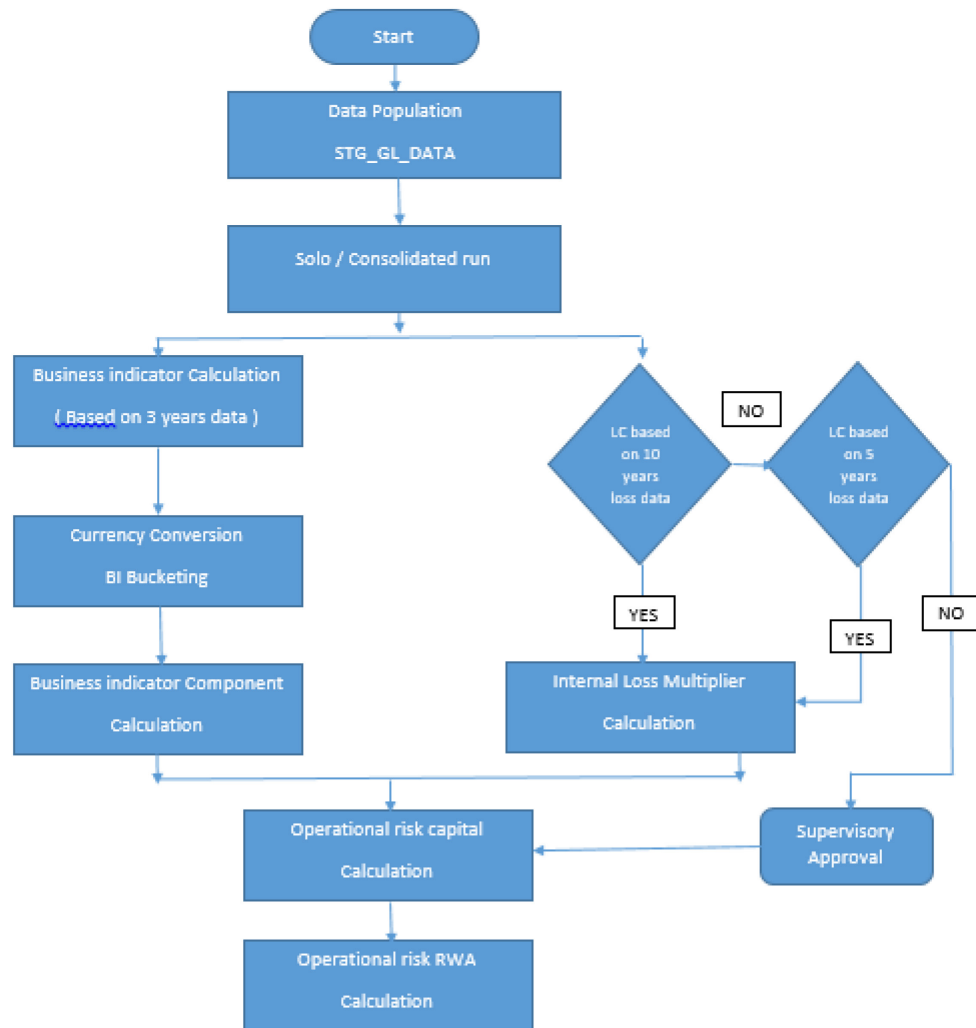 Start
Data Population
STG_GL_DATA
Solo / Consolidated run
Business indicator Calculation
( Based on 3 years data )
LC based
on 10
years
loss data
NO
LC based
on 5
years
loss data
Currency Conversion
BI Bucketing
YES
YES
NO
Business indicator Component
Calculation
Internal Loss Multiplier
Calculation
Operational risk capital
Calculation
Supervisory
Approval
Operational risk RWA
Calculation